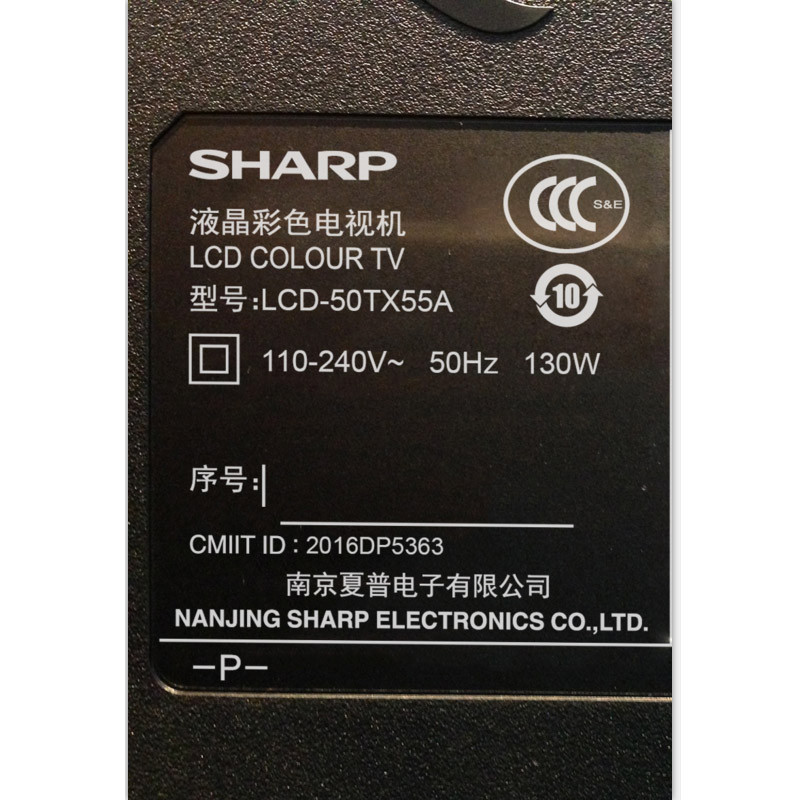 SHARP
CCC S&E
液晶彩色电视机
LCD COLOUR TV
型号:LCD-50TX55A
10
110-240V~ 50Hz 130W
序号:
CMIIT ID : 2016DP5363
南京夏普电子有限公司
NANJING SHARP ELECTRONICS CO.,LTD.
–P–